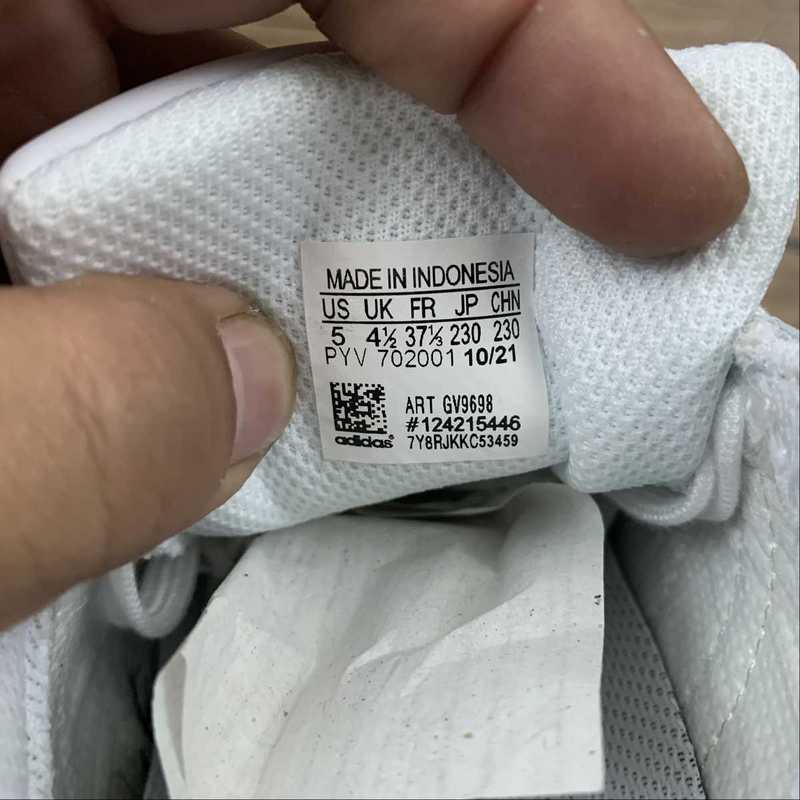 MADE IN INDONESIA
US UK FR JP CHN
5 4½ 37⅓ 230 230
PYV 702001 10/21
ART GV9698
#124215446
adidas® 7Y8RJKKC53459